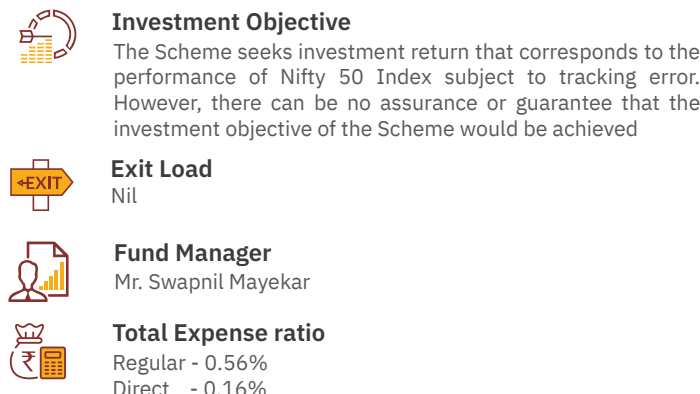 Investment Objective
The Scheme seeks investment return that corresponds to the
performance of Nifty 50 Index subject to tracking error.
However, there can be no assurance or guarantee that the
investment objective of the Scheme would be achieved
EXIT
Exit Load
Nil
Fund Manager
Mr. Swapnil Mayekar
₹
Total Expense ratio
Regular - 0.56%
Direct - 0.16%